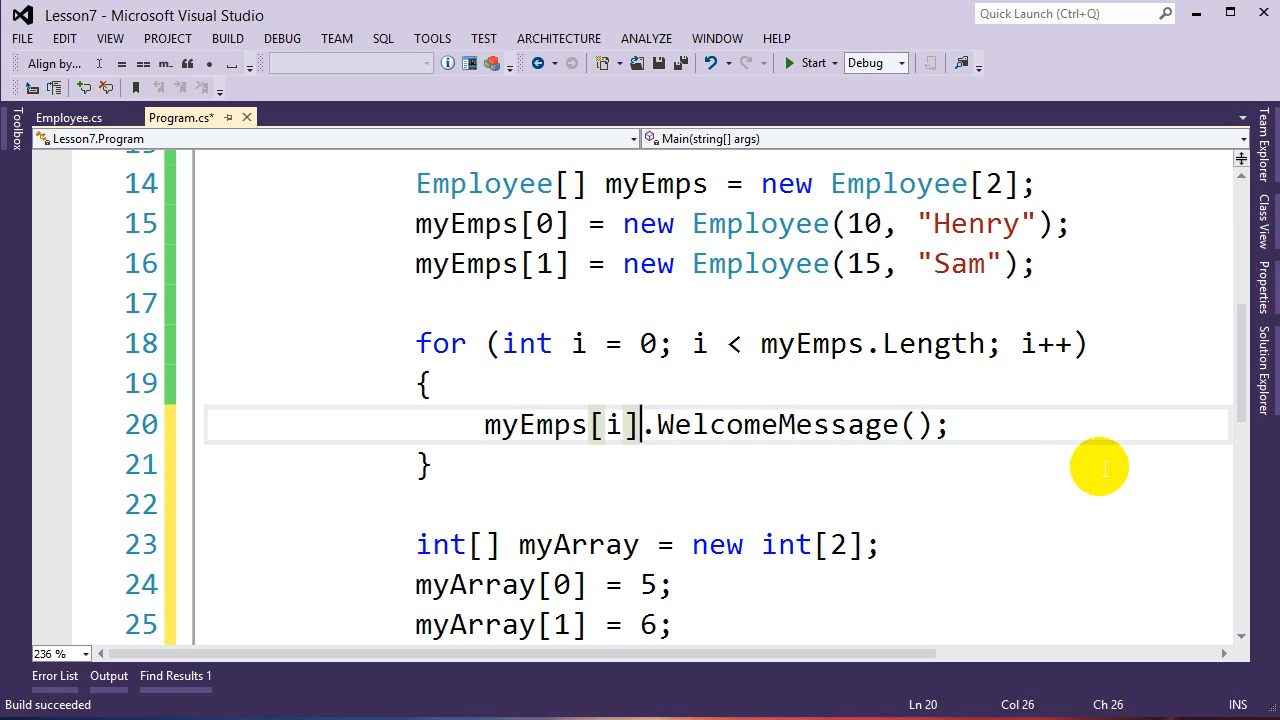 Lesson7 - Microsoft Visual Studio
Quick Launch (Ctrl+Q)
FILE EDIT VIEW PROJECT BUILD DEBUG TEAM SQL TOOLS TEST ARCHITECTURE ANALYZE WINDOW HELP
Align by... Start Debug
Employee.cs Program.cs*
Lesson7.Program Main(string[] args)
Toolbox
Team Explorer
Class View
Properties
Solution Explorer
14 Employee[] myEmps = new Employee[2];
15 myEmps[0] = new Employee(10, "Henry");
16 myEmps[1] = new Employee(15, "Sam");
17
18 for (int i = 0; i < myEmps.Length; i++)
19 {
20 myEmps[i].WelcomeMessage();
21 }
22
23 int[] myArray = new int[2];
24 myArray[0] = 5;
25 myArray[1] = 6;
236 %
Error List Output Find Results 1
Build succeeded Ln 20 Col 26 Ch 26 INS